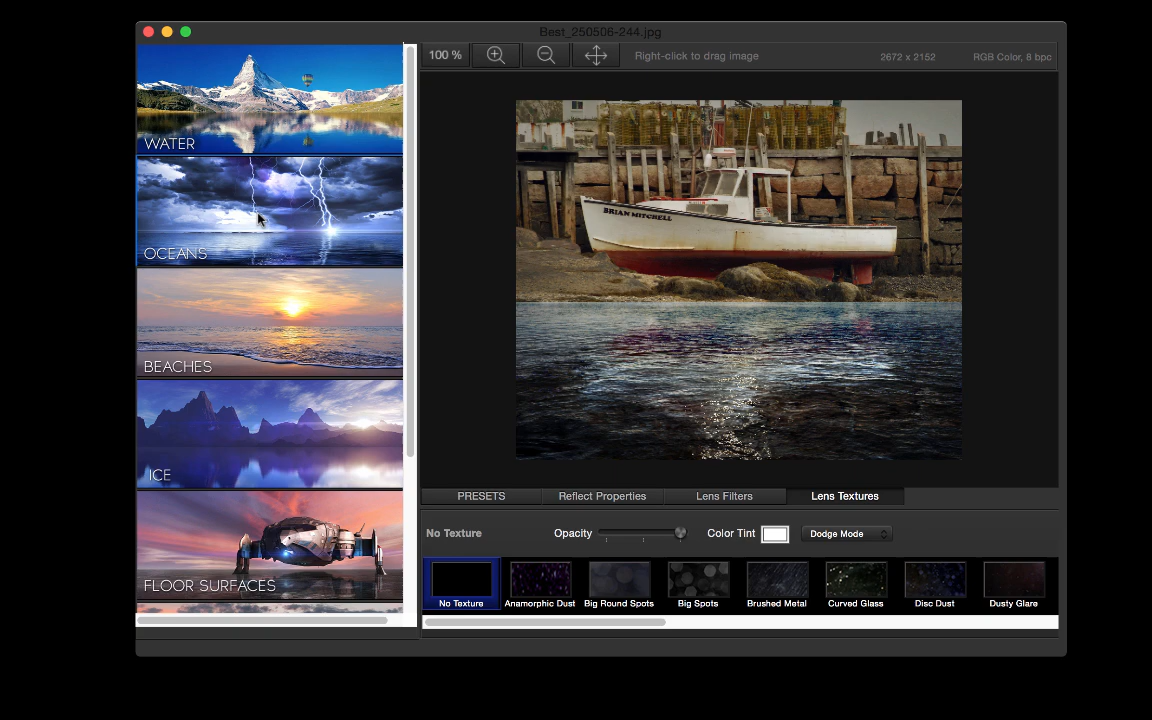 Best_250506-244.jpg
100 %
Right-click to drag image
2672 x 2152
RGB Color, 8 bpc
WATER
OCEANS
BEACHES
ICE
FLOOR SURFACES
BRIAN MITCHELL
PRESETS
Reflect Properties
Lens Filters
Lens Textures
No Texture
Opacity
Color Tint
Dodge Mode
No Texture
Anamorphic Dust
Big Round Spots
Big Spots
Brushed Metal
Curved Glass
Disc Dust
Dusty Glare